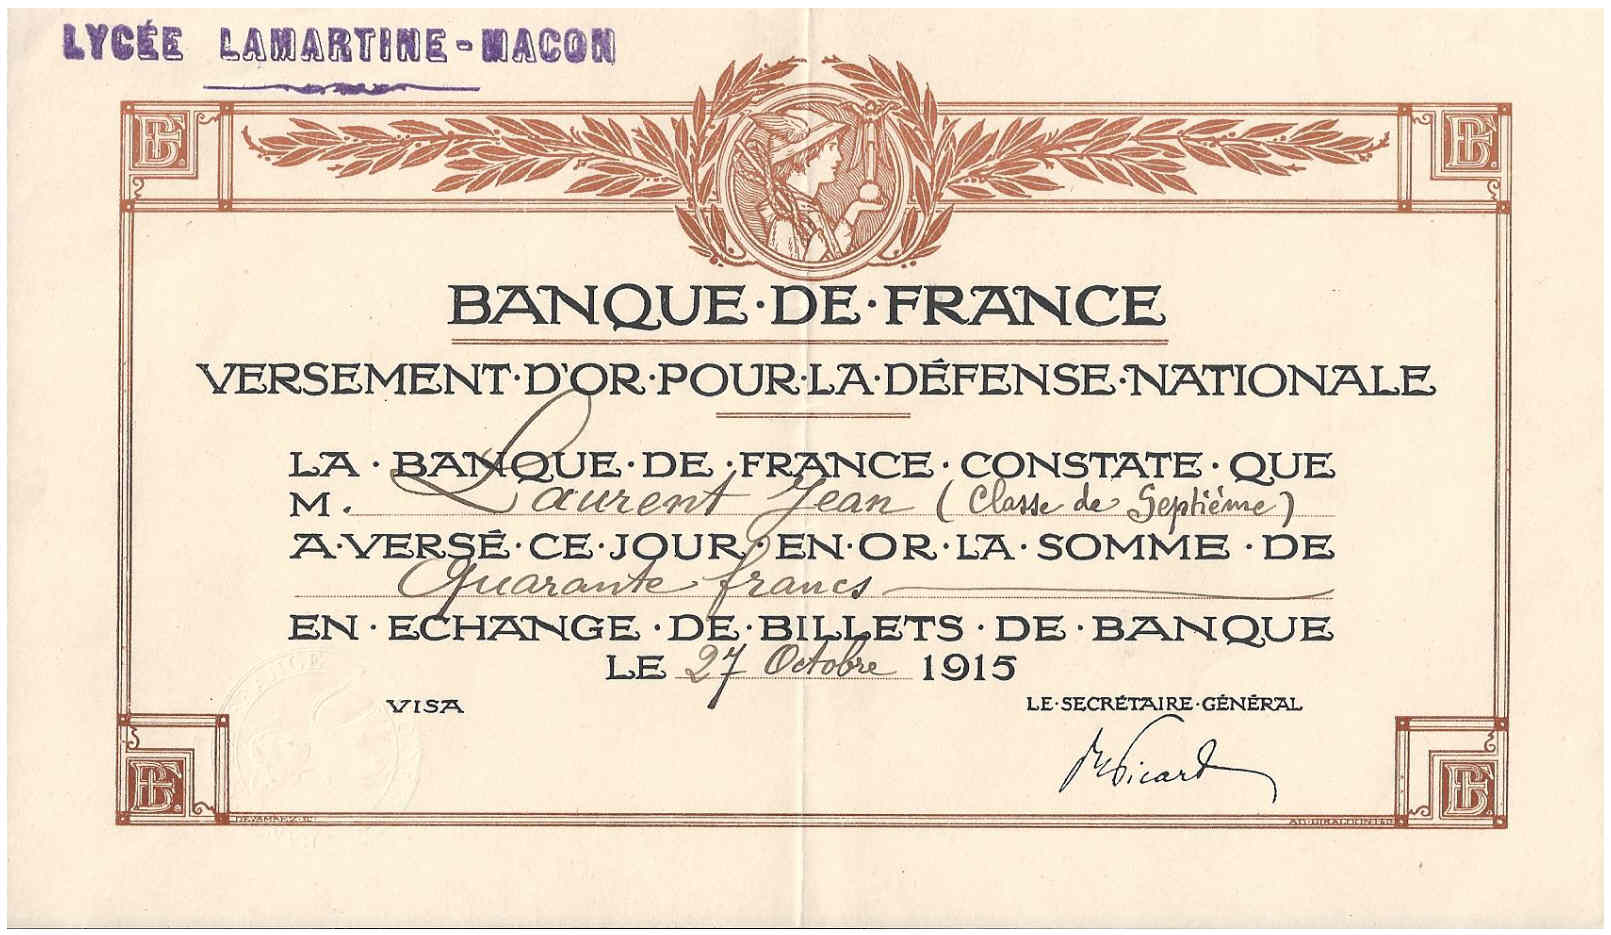 LYCÉE LAMARTINE - MACON
BANQUE·DE·FRANCE
VERSEMENT·D'OR·POUR·LA·DÉFENSE·NATIONALE
LA·BANQUE·DE·FRANCE·CONSTATE·QUE
M. Laurent Jean (Classe de Septième)
A·VERSÉ·CE·JOUR·EN·OR·LA·SOMME·DE
Quarante francs
EN·ECHANGE·DE·BILLETS·DE·BANQUE
LE 27 Octobre 1915
VISA
LE·SECRÉTAIRE·GÉNÉRAL
Picard